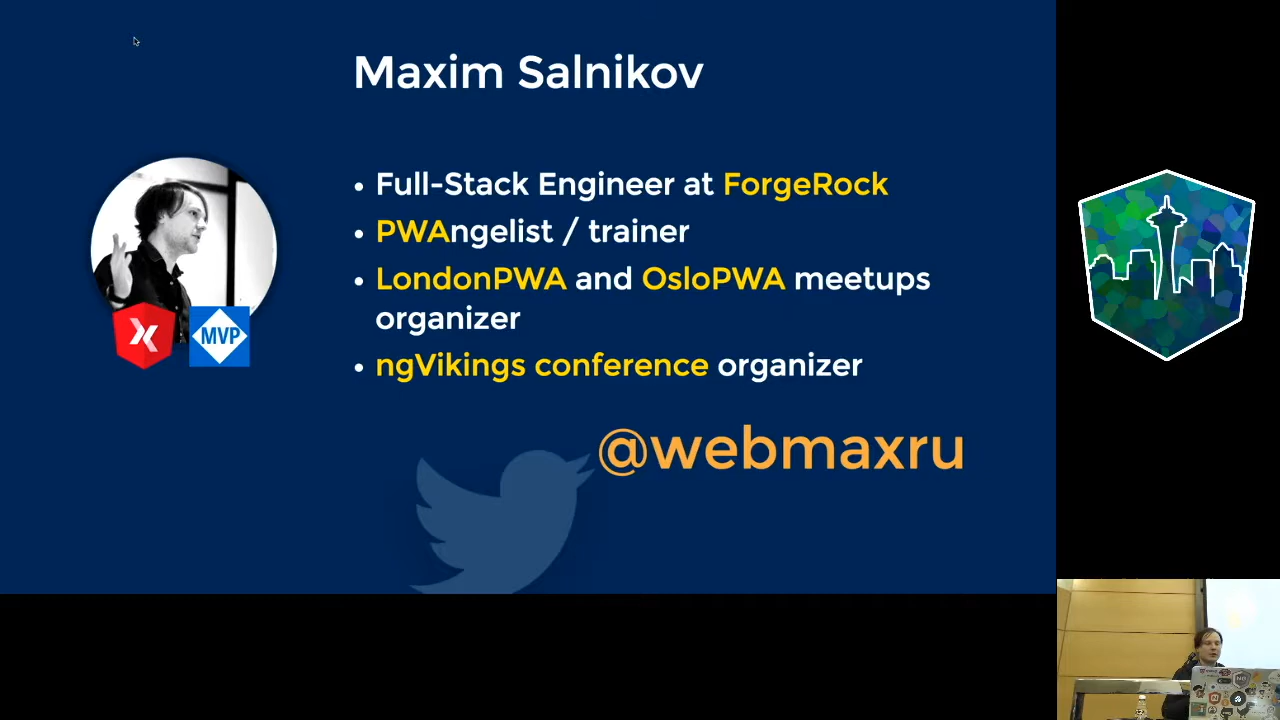 Maxim Salnikov
• Full-Stack Engineer at ForgeRock
• PWAngelist / trainer
• LondonPWA and OsloPWA meetups
organizer
• ngVikings conference organizer
MVP
@webmaxru